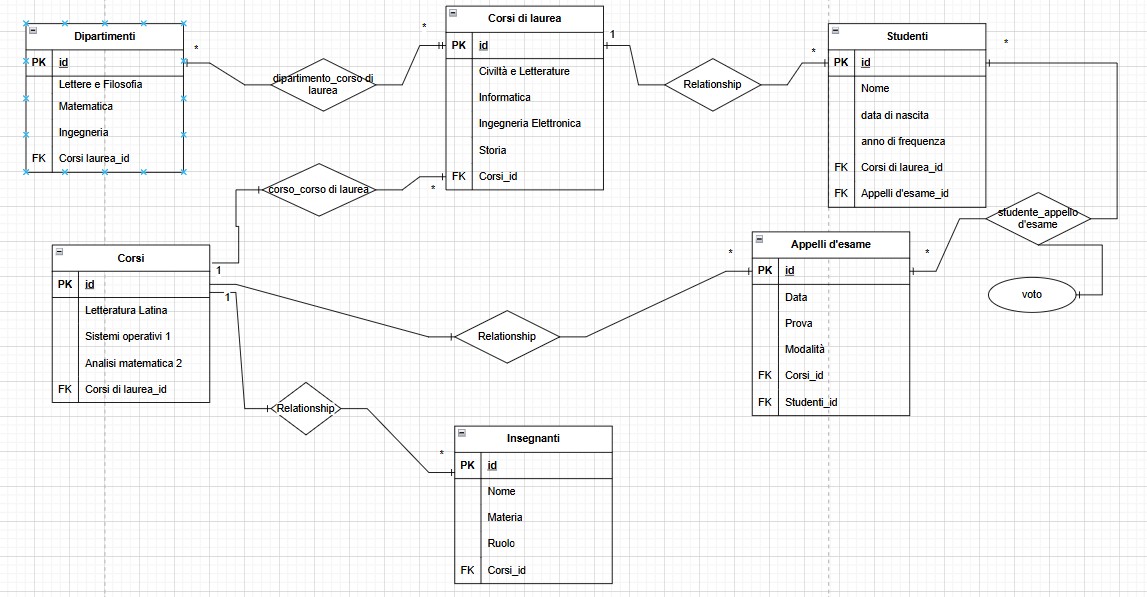 Dipartimenti
PK id
Lettere e Filosofia
Matematica
Ingegneria
FK Corsi laurea_id
*
dipartimento_corso di
laurea
*
Corsi di laurea
PK id
Civiltà e Letterature
Informatica
Ingegneria Elettronica
Storia
FK Corsi_id
1
Relationship
*
Studenti
PK id
Nome
data di nascita
anno di frequenza
FK Corsi di laurea_id
FK Appelli d'esame_id
*
corso_corso di laurea
*
studente_appello
d'esame
voto
Corsi
PK id
Letteratura Latina
Sistemi operativi 1
Analisi matematica 2
FK Corsi di laurea_id
1
1
Relationship
*
Appelli d'esame
PK id
Data
Prova
Modalità
FK Corsi_id
FK Studenti_id
*
Relationship
*
Insegnanti
PK id
Nome
Materia
Ruolo
FK Corsi_id